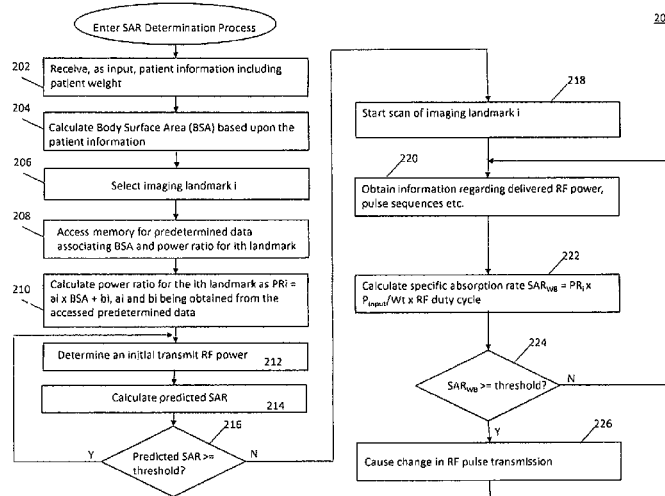 20
Enter SAR Determination Process
202
Receive, as input, patient information including
patient weight
204
Calculate Body Surface Area (BSA) based upon the
patient information
206
Select imaging landmark i
208
Access memory for predetermined data
associating BSA and power ratio for ith landmark
210
Calculate power ratio for the ith landmark as PRi =
ai x BSA + bi, ai and bi being obtained from the
accessed predetermined data
Determine an initial transmit RF power
212
Calculate predicted SAR
214
216
Predicted SAR >=
threshold?
Y
N
218
Start scan of imaging landmark i
220
Obtain information regarding delivered RF power,
pulse sequences etc.
222
Calculate specific absorption rate SAR_WB = PR_i x
P_input/Wt x RF duty cycle
224
SAR_WB >= threshold?
N
Y
226
Cause change in RF pulse transmission